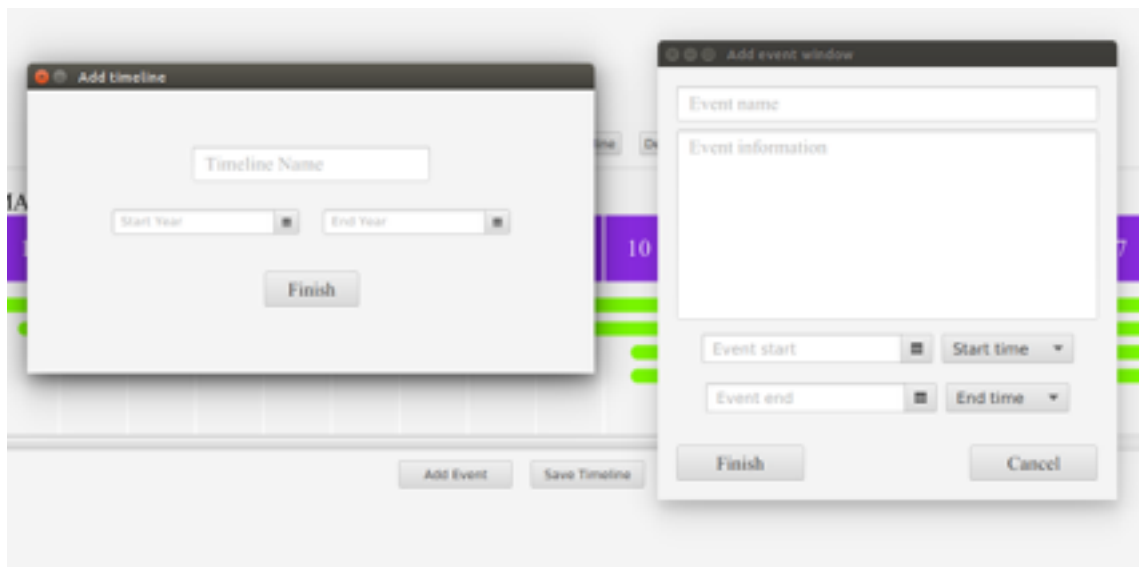 Add timeline
Timeline Name
Start Year
End Year
Finish
Add event window
Event name
Event information
Event start
Start time
Event end
End time
Finish
Cancel
10
7
Add Event
Save Timeline